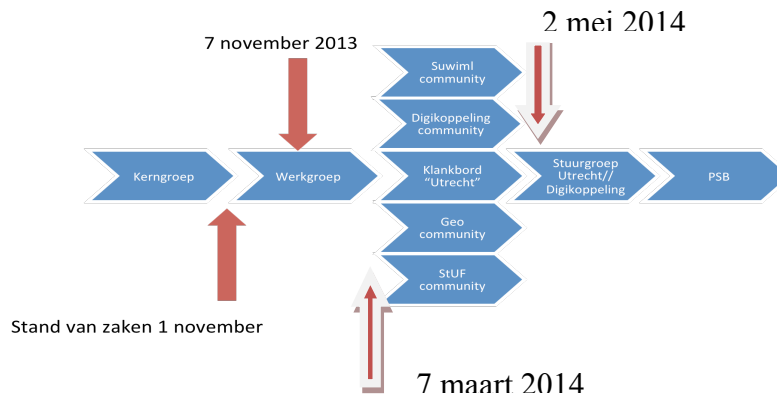 2 mei 2014
7 november 2013
Suwiml
community
Digikoppeling
community
Kerngroep
Werkgroep
Klankbord
"Utrecht"
Stuurgroep
Utrecht//
Digikoppeling
PSB
Geo
community
StUF
community
Stand van zaken 1 november
7 maart 2014